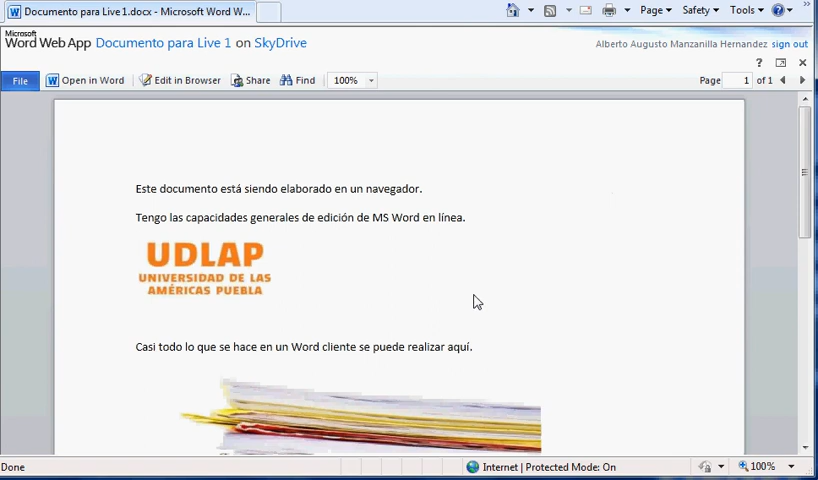 Documento para Live 1.docx - Microsoft Word W...
Page Safety Tools
Microsoft
Word Web App Documento para Live 1 on SkyDrive
Alberto Augusto Manzanilla Hernandez sign out
File Open in Word Edit in Browser Share Find 100% Page 1 of 1
Este documento está siendo elaborado en un navegador.
Tengo las capacidades generales de edición de MS Word en línea.
UDLAP
UNIVERSIDAD DE LAS
AMÉRICAS PUEBLA
Casi todo lo que se hace en un Word cliente se puede realizar aquí.
Done Internet | Protected Mode: On 100%